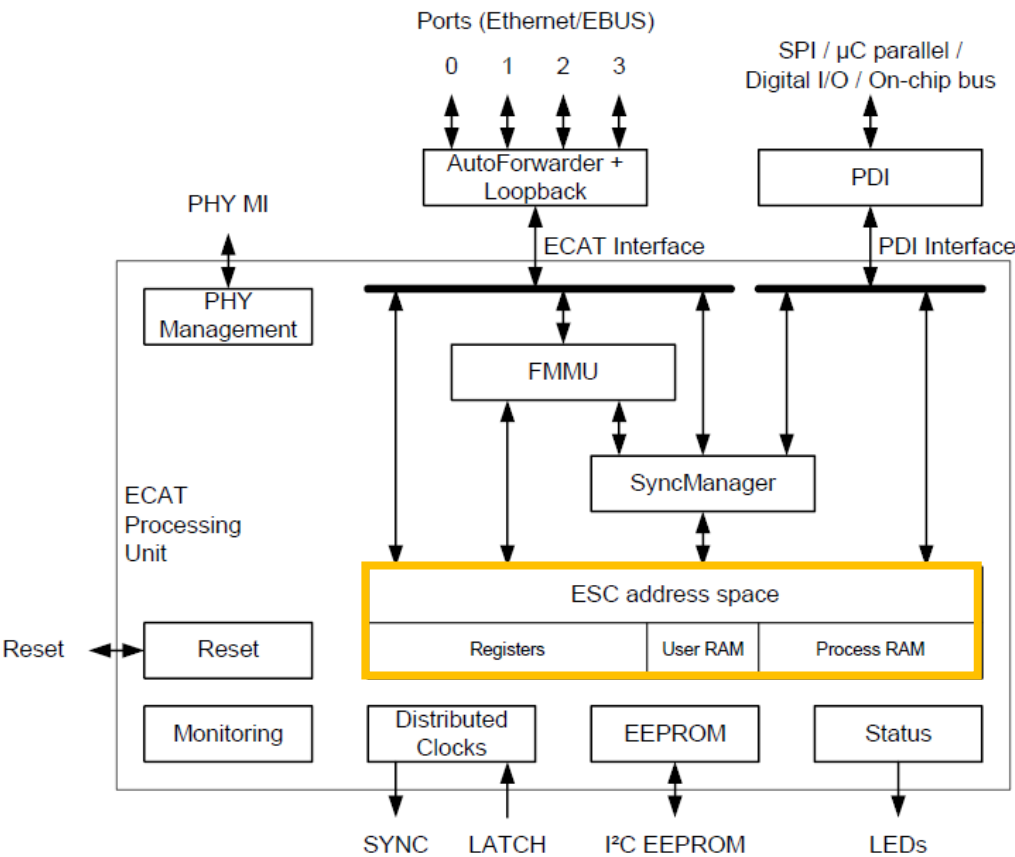 Ports (Ethernet/EBUS)
0 1 2 3
SPI / µC parallel /
Digital I/O / On-chip bus
AutoForwarder +
Loopback
PDI
PHY MI
ECAT Interface
PDI Interface
PHY
Management
FMMU
SyncManager
ECAT
Processing
Unit
ESC address space
Registers
User RAM
Process RAM
Reset
Reset
Monitoring
Distributed
Clocks
EEPROM
Status
SYNC
LATCH
I²C EEPROM
LEDs